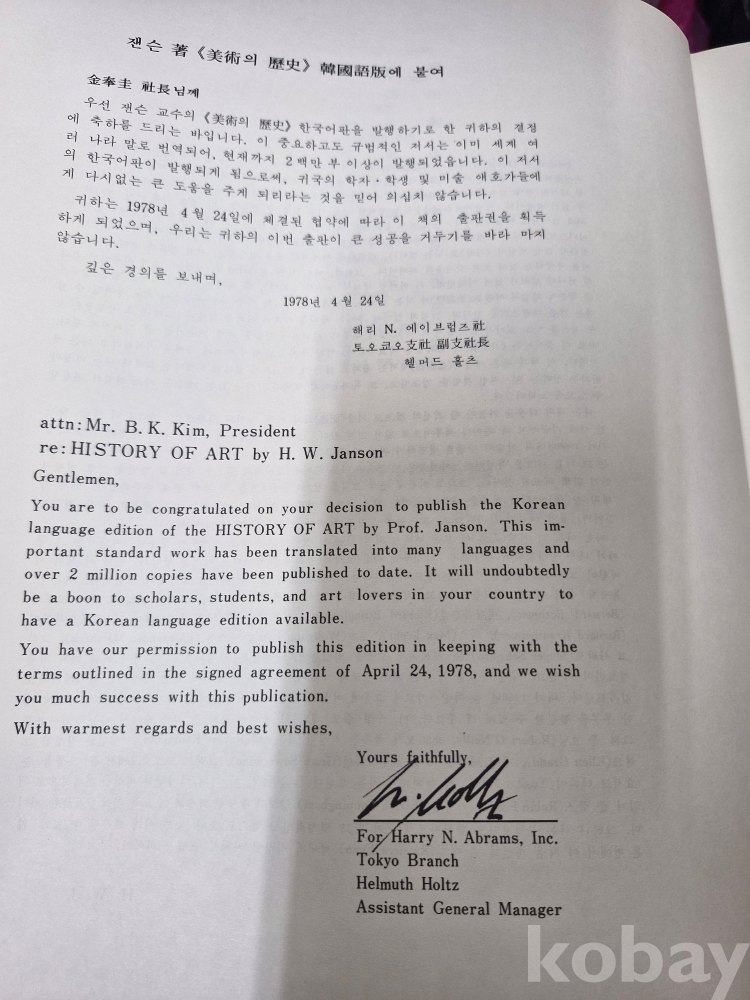 잰슨 著《美術의 歷史》韓國語版에 붙여
金奉圭 社長님께
우선 잰슨 교수의《美術의 歷史》한국어판을 발행하기로 한 귀하의 결정
에 축하를 드리는 바입니다. 이 중요하고도 규범적인 저서는 이미 세계 여
러 나라 말로 번역되어, 현재까지 2백만 부 이상이 발행되었읍니다. 이 저서
의 한국어판이 발행되게 됨으로써, 귀국의 학자·학생 및 미술 애호가들에
게 다시없는 큰 도움을 주게 되리라는 것을 믿어 의심치 않습니다.
귀하는 1978년 4월 24일에 체결된 협약에 따라 이 책의 출판권을 획득
하게 되었으며, 우리는 귀하의 이번 출판이 큰 성공을 거두기를 바라 마지
않습니다.
깊은 경의를 보내며,
1978년 4월 24일
해리 N. 에이브럼즈社
토오쿄오支社 副支社長
헬머드 홀츠
attn: Mr. B. K. Kim, President
re: HISTORY OF ART by H. W. Janson
Gentlemen,
You are to be congratulated on your decision to publish the Korean
language edition of the HISTORY OF ART by Prof. Janson. This im-
portant standard work has been translated into many languages and
over 2 million copies have been published to date. It will undoubtedly
be a boon to scholars, students, and art lovers in your country to
have a Korean language edition available.
You have our permission to publish this edition in keeping with the
terms outlined in the signed agreement of April 24, 1978, and we wish
you much success with this publication.
With warmest regards and best wishes,
Yours faithfully,
For Harry N. Abrams, Inc.
Tokyo Branch
Helmuth Holtz
Assistant General Manager
kobay